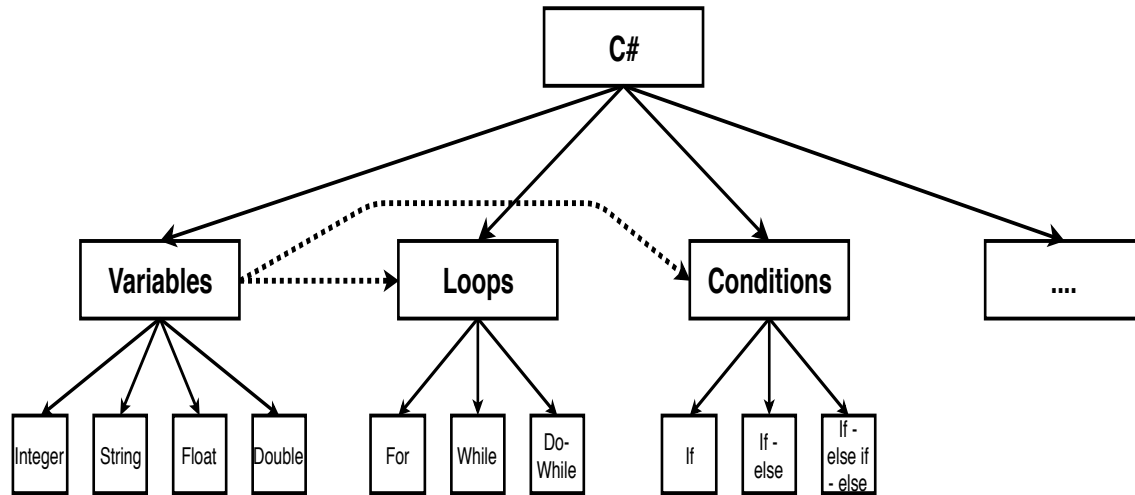 C#
Variables
Loops
Conditions
....
Integer
String
Float
Double
For
While
Do-
While
If
If -
else
If -
else if
- else